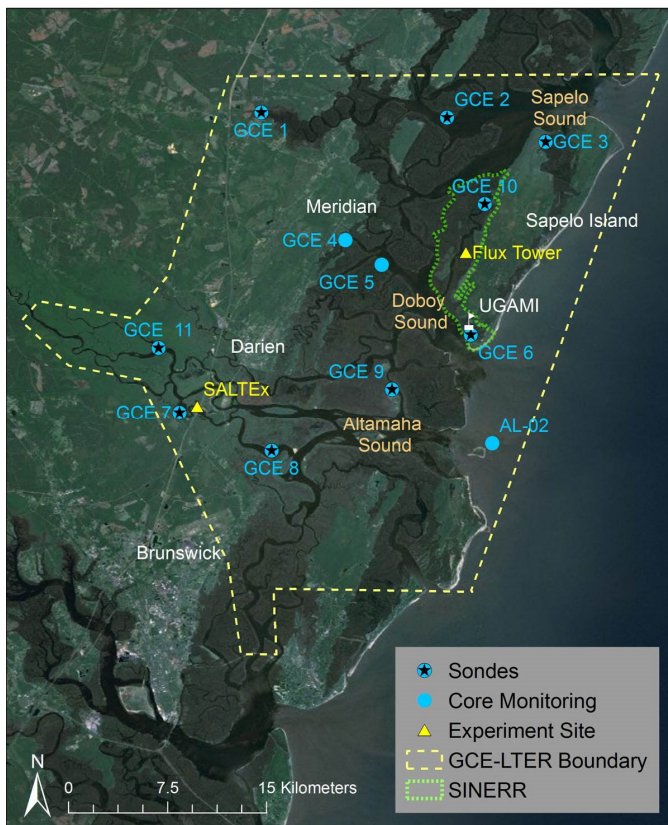 GCE 1
GCE 2
Sapelo
Sound
GCE 3
GCE 10
Meridian
Sapelo Island
GCE 4
GCE 5
Flux Tower
Doboy
Sound
UGAMI
GCE 6
GCE 11
Darien
GCE 9
SALTEx
GCE 7
Altamaha
Sound
AL-02
GCE 8
Brunswick
Sondes
Core Monitoring
Experiment Site
GCE-LTER Boundary
SINERR
N
0 7.5 15 Kilometers